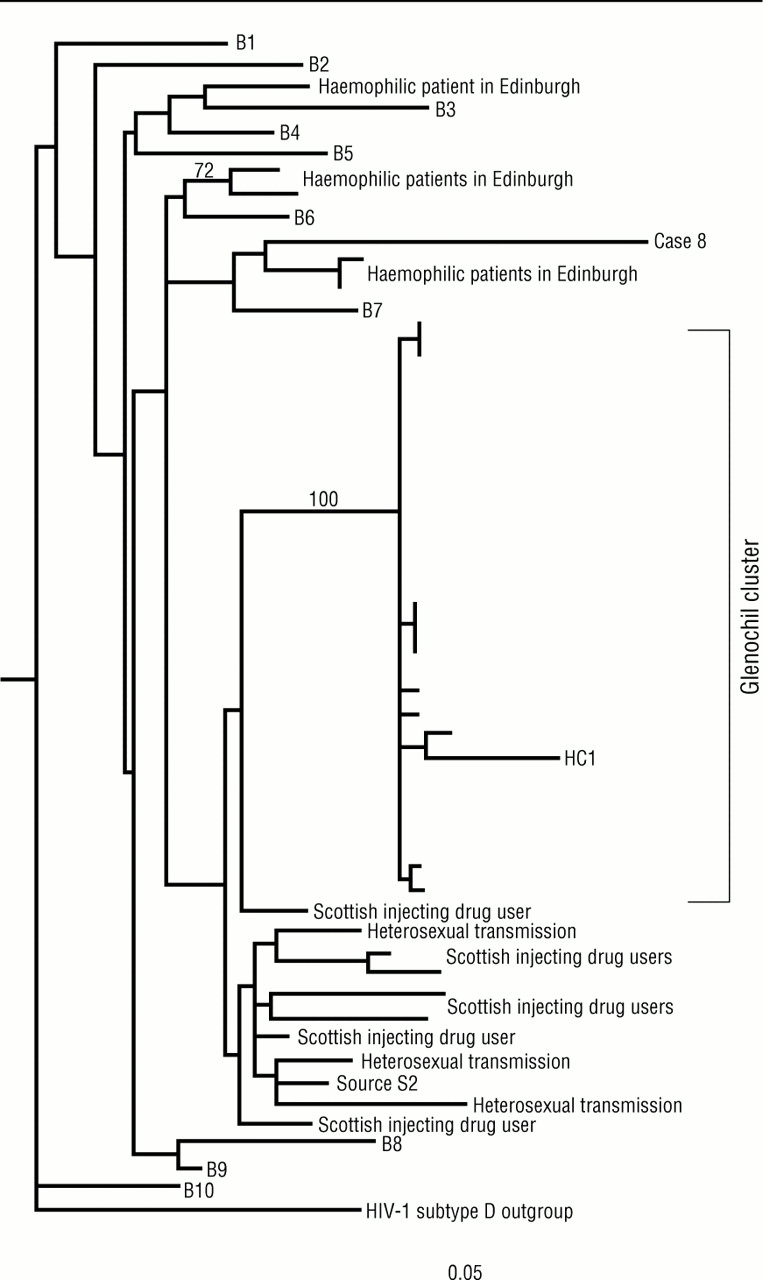 B1
B2
Haemophilic patient in Edinburgh
B3
B4
B5
72
Haemophilic patients in Edinburgh
B6
Case 8
Haemophilic patients in Edinburgh
B7
100
Glenochil cluster
HC1
Scottish injecting drug user
Heterosexual transmission
Scottish injecting drug users
Scottish injecting drug users
Scottish injecting drug user
Heterosexual transmission
Source S2
Heterosexual transmission
Scottish injecting drug user
B8
B9
B10
HIV-1 subtype D outgroup
0.05